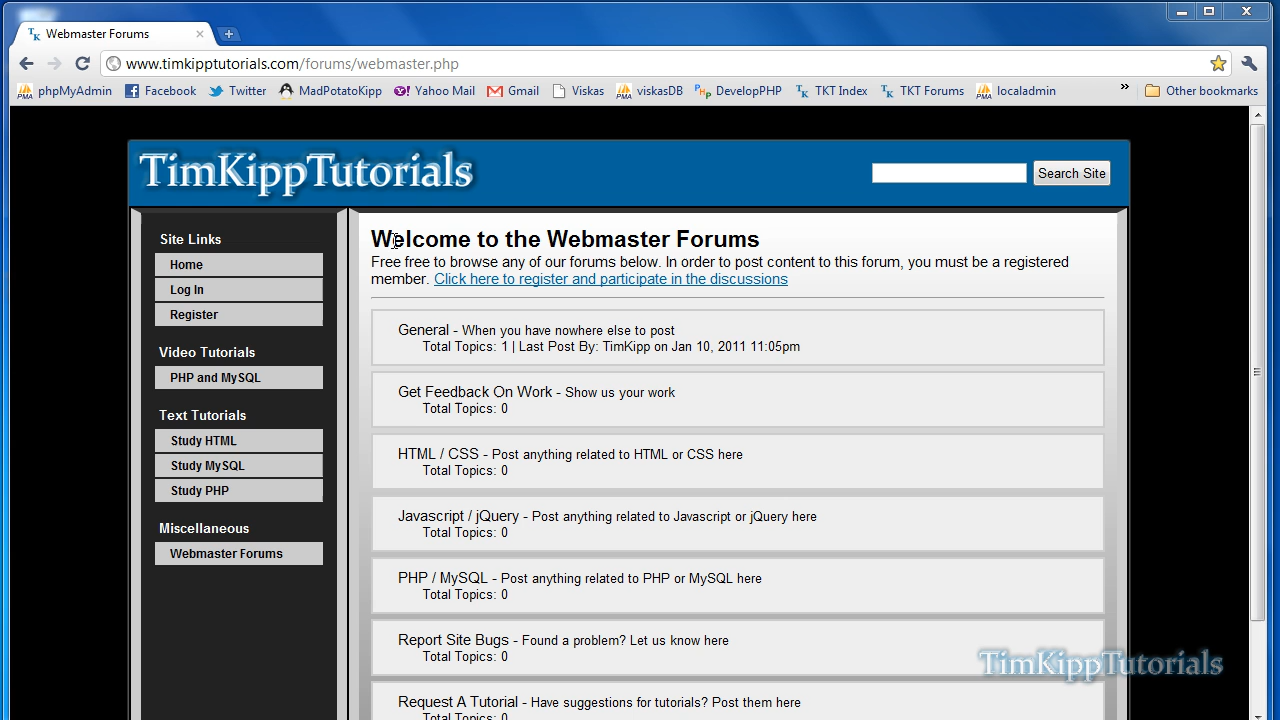 Webmaster Forums
www.timkipptutorials.com/forums/webmaster.php
phpMyAdmin Facebook Twitter MadPotatoKipp Yahoo Mail Gmail Viskas viskasDB DevelopPHP TKT Index TKT Forums localadmin » Other bookmarks
TimKippTutorials
Search Site
Site Links
Home
Log In
Register
Video Tutorials
PHP and MySQL
Text Tutorials
Study HTML
Study MySQL
Study PHP
Miscellaneous
Webmaster Forums
Welcome to the Webmaster Forums
Free free to browse any of our forums below. In order to post content to this forum, you must be a registered
member. Click here to register and participate in the discussions
General - When you have nowhere else to post
Total Topics: 1 | Last Post By: TimKipp on Jan 10, 2011 11:05pm
Get Feedback On Work - Show us your work
Total Topics: 0
HTML / CSS - Post anything related to HTML or CSS here
Total Topics: 0
Javascript / jQuery - Post anything related to Javascript or jQuery here
Total Topics: 0
PHP / MySQL - Post anything related to PHP or MySQL here
Total Topics: 0
Report Site Bugs - Found a problem? Let us know here
Total Topics: 0
Request A Tutorial - Have suggestions for tutorials? Post them here
Total Topics: 0
TimKippTutorials